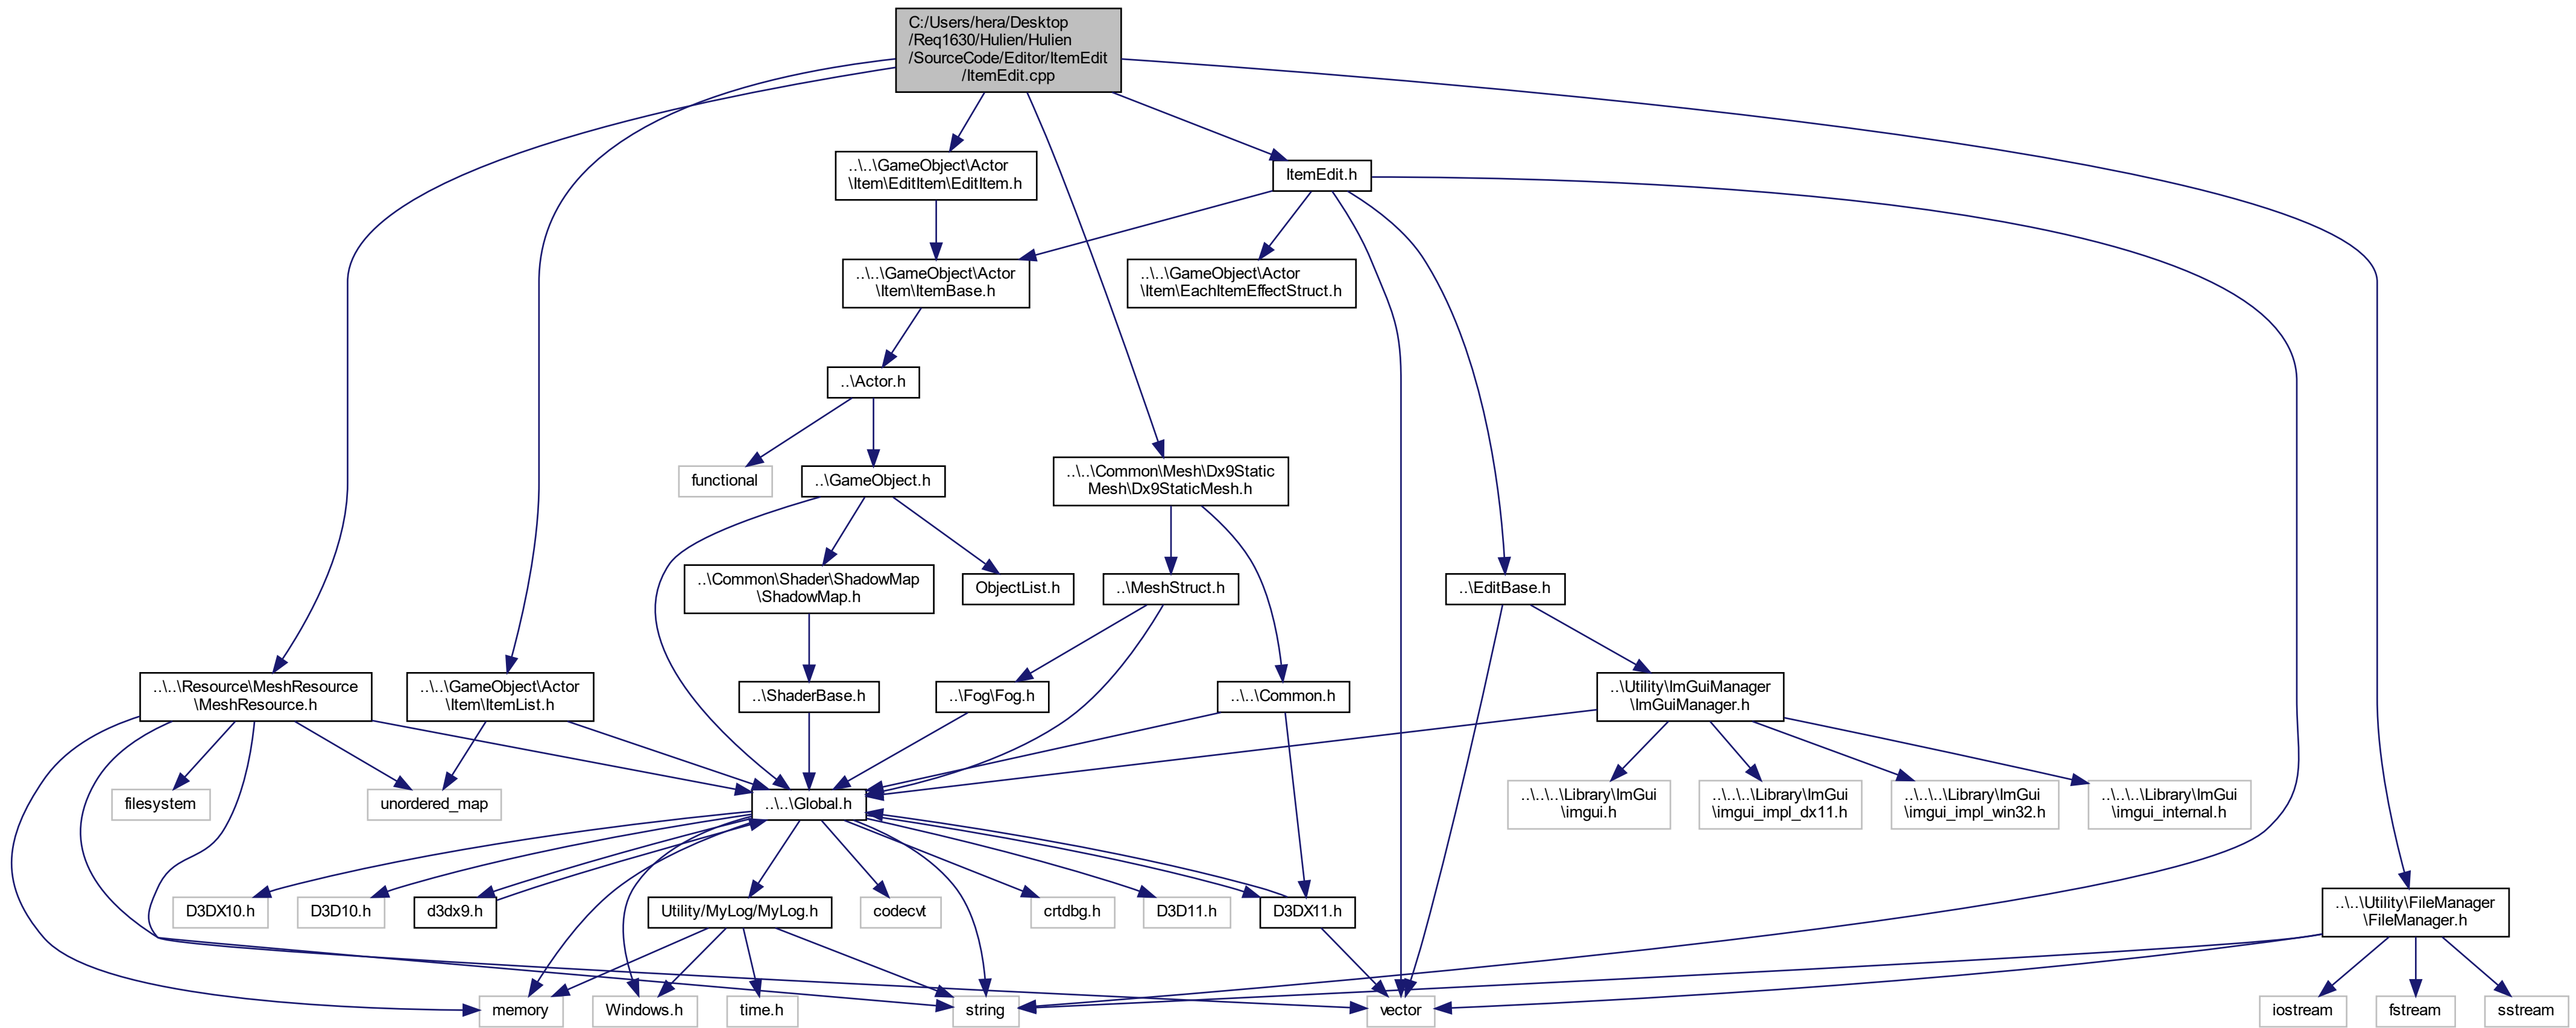 C:/Users/hera/Desktop
/Req1630/Hulien/Hulien
/SourceCode/Editor/ItemEdit
/ItemEdit.cpp
..\..\GameObject\Actor
\Item\EditItem\EditItem.h
ItemEdit.h
..\..\GameObject\Actor
\Item\ItemBase.h
..\..\GameObject\Actor
\Item\EachItemEffectStruct.h
..\Actor.h
functional
..\GameObject.h
..\..\Common\Mesh\Dx9Static
Mesh\Dx9StaticMesh.h
..\Common\Shader\ShadowMap
\ShadowMap.h
ObjectList.h
..\MeshStruct.h
..\EditBase.h
..\..\Resource\MeshResource
\MeshResource.h
..\..\GameObject\Actor
\Item\ItemList.h
..\ShaderBase.h
..\Fog\Fog.h
..\..\Common.h
..\Utility\ImGuiManager
\ImGuiManager.h
filesystem
unordered_map
..\..\Global.h
..\..\..\Library\ImGui
\imgui.h
..\..\..\Library\ImGui
\imgui_impl_dx11.h
..\..\..\Library\ImGui
\imgui_impl_win32.h
..\..\..\Library\ImGui
\imgui_internal.h
D3DX10.h
D3D10.h
d3dx9.h
Utility/MyLog/MyLog.h
codecvt
crtdbg.h
D3D11.h
D3DX11.h
..\..\Utility\FileManager
\FileManager.h
memory
Windows.h
time.h
string
vector
iostream
fstream
sstream